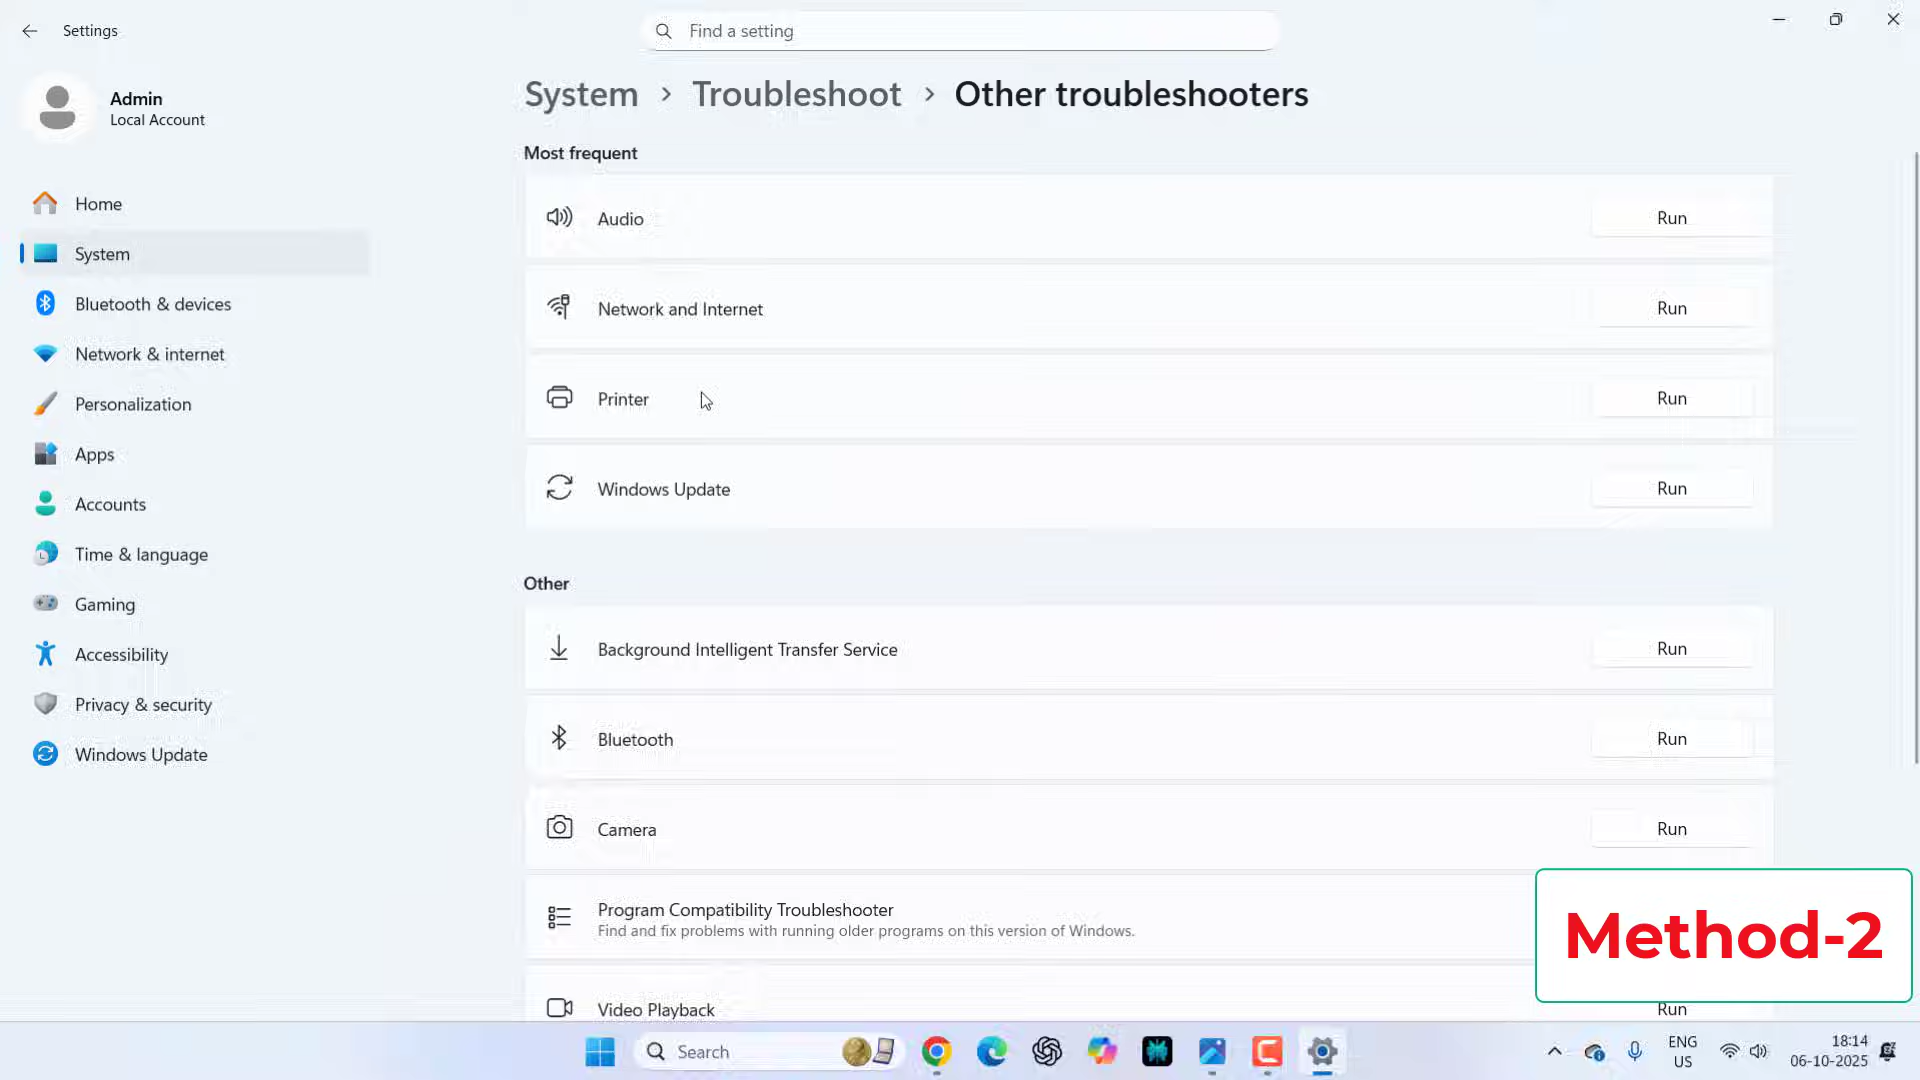 Settings
Find a setting
Admin
Local Account
Home
System
Bluetooth & devices
Network & internet
Personalization
Apps
Accounts
Time & language
Gaming
Accessibility
Privacy & security
Windows Update
System > Troubleshoot > Other troubleshooters
Most frequent
Audio Run
Network and Internet Run
Printer Run
Windows Update Run
Other
Background Intelligent Transfer Service Run
Bluetooth Run
Camera Run
Program Compatibility Troubleshooter
Find and fix problems with running older programs on this version of Windows.
Video Playback Run
Method-2
Search
ENG
US
18:14
06-10-2025